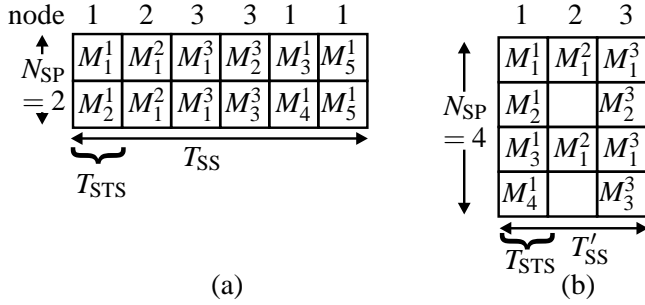 node 1 2 3 3 1 1
N_SP = 2
M_1^1 M_1^2 M_1^3 M_2^3 M_3^1 M_5^1
M_2^1 M_1^2 M_1^3 M_3^3 M_4^1 M_5^1
T_SS
T_STS
(a)
1 2 3
N_SP = 4
M_1^1 M_1^2 M_1^3
M_2^1 M_2^3
M_3^1 M_1^2 M_1^3
M_4^1 M_3^3
T_STS T'_SS
(b)